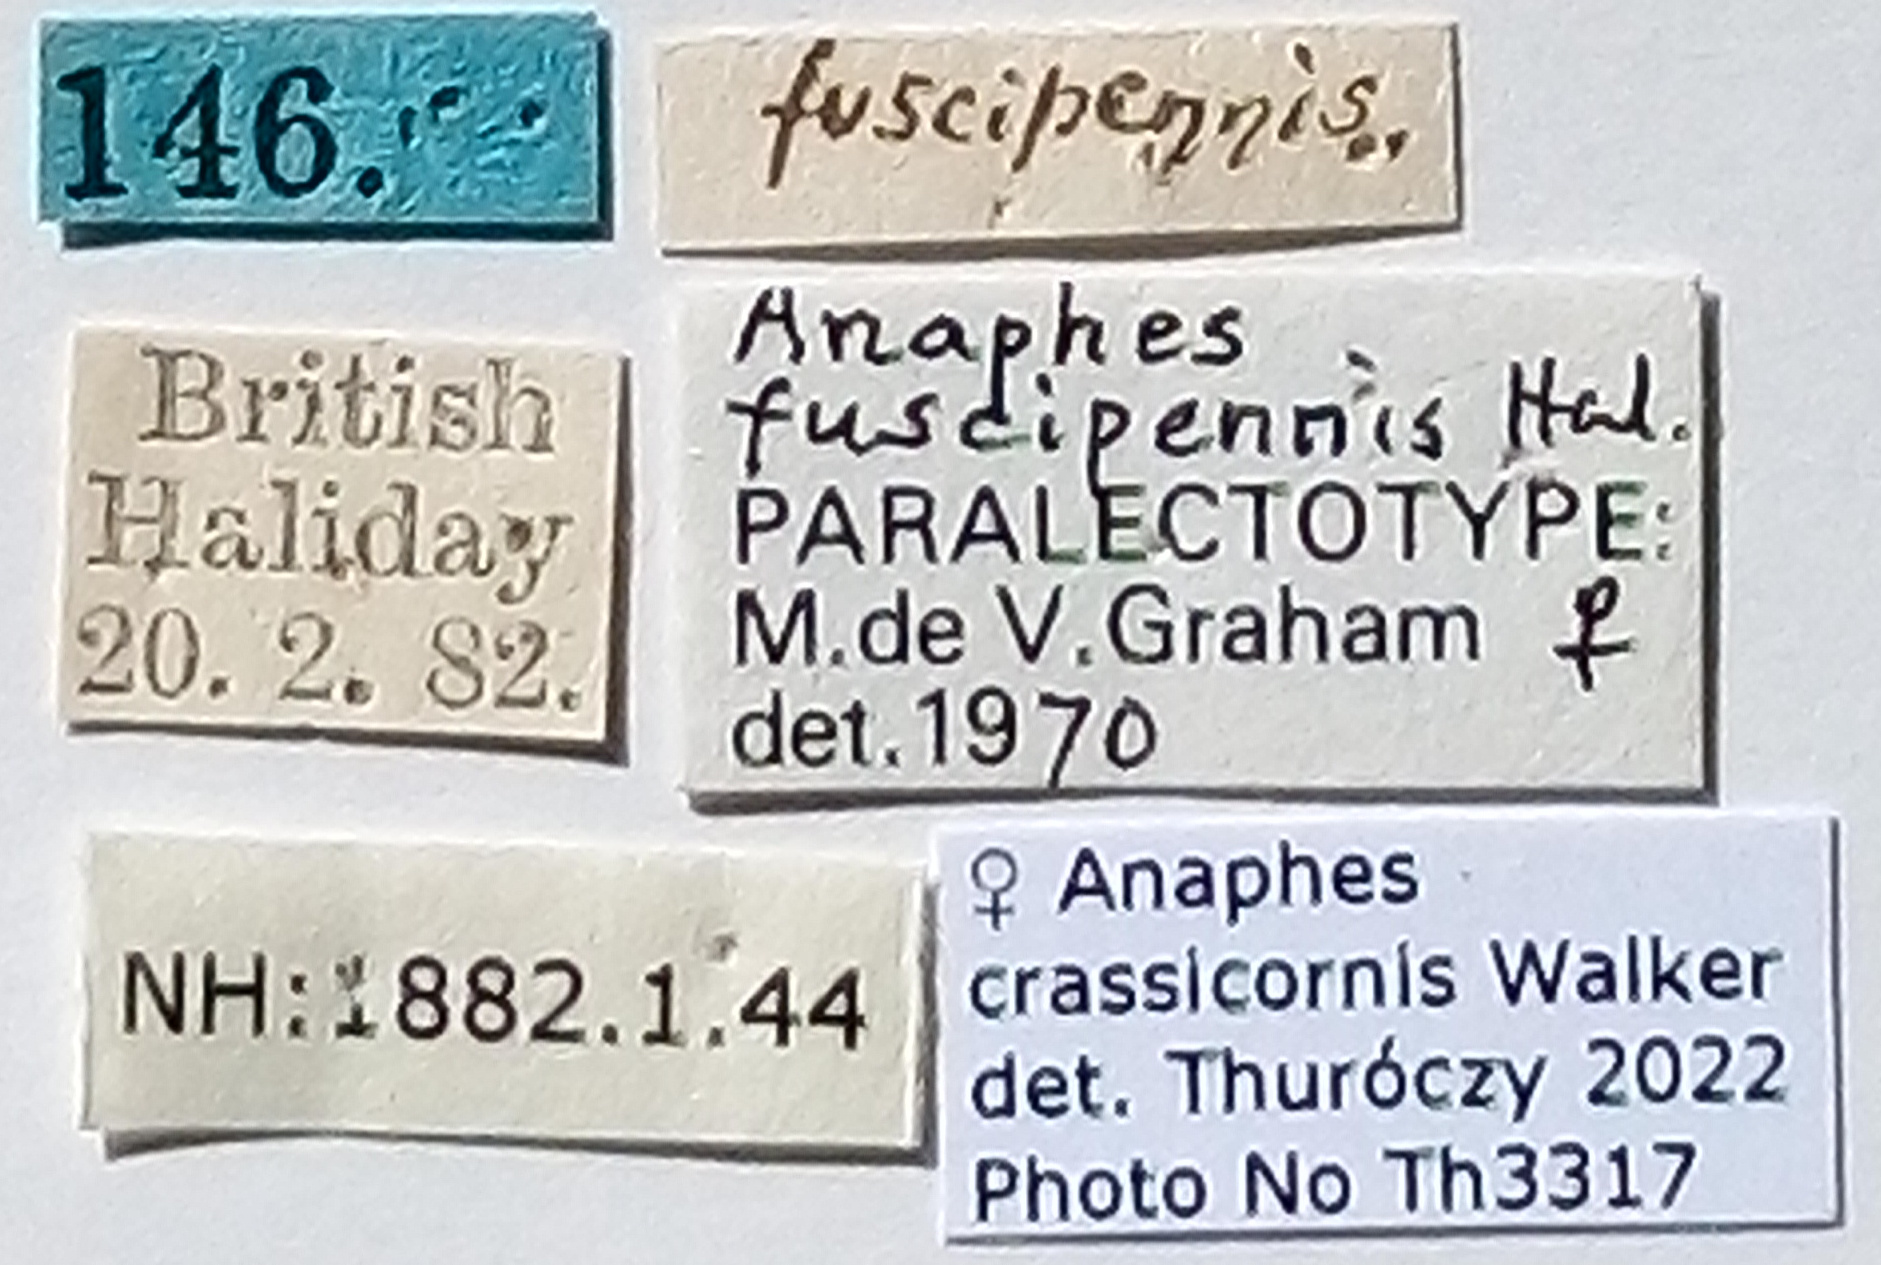 146.
fuscipennis.
British
Haliday
20. 2. 82.
Anaphes
fuscipennis Hal.
PARALECTOTYPE:
M.de V.Graham ♀
det.1970
NH:1882.1.44
♀ Anaphes
crassicornis Walker
det. Thuróczy 2022
Photo No Th3317